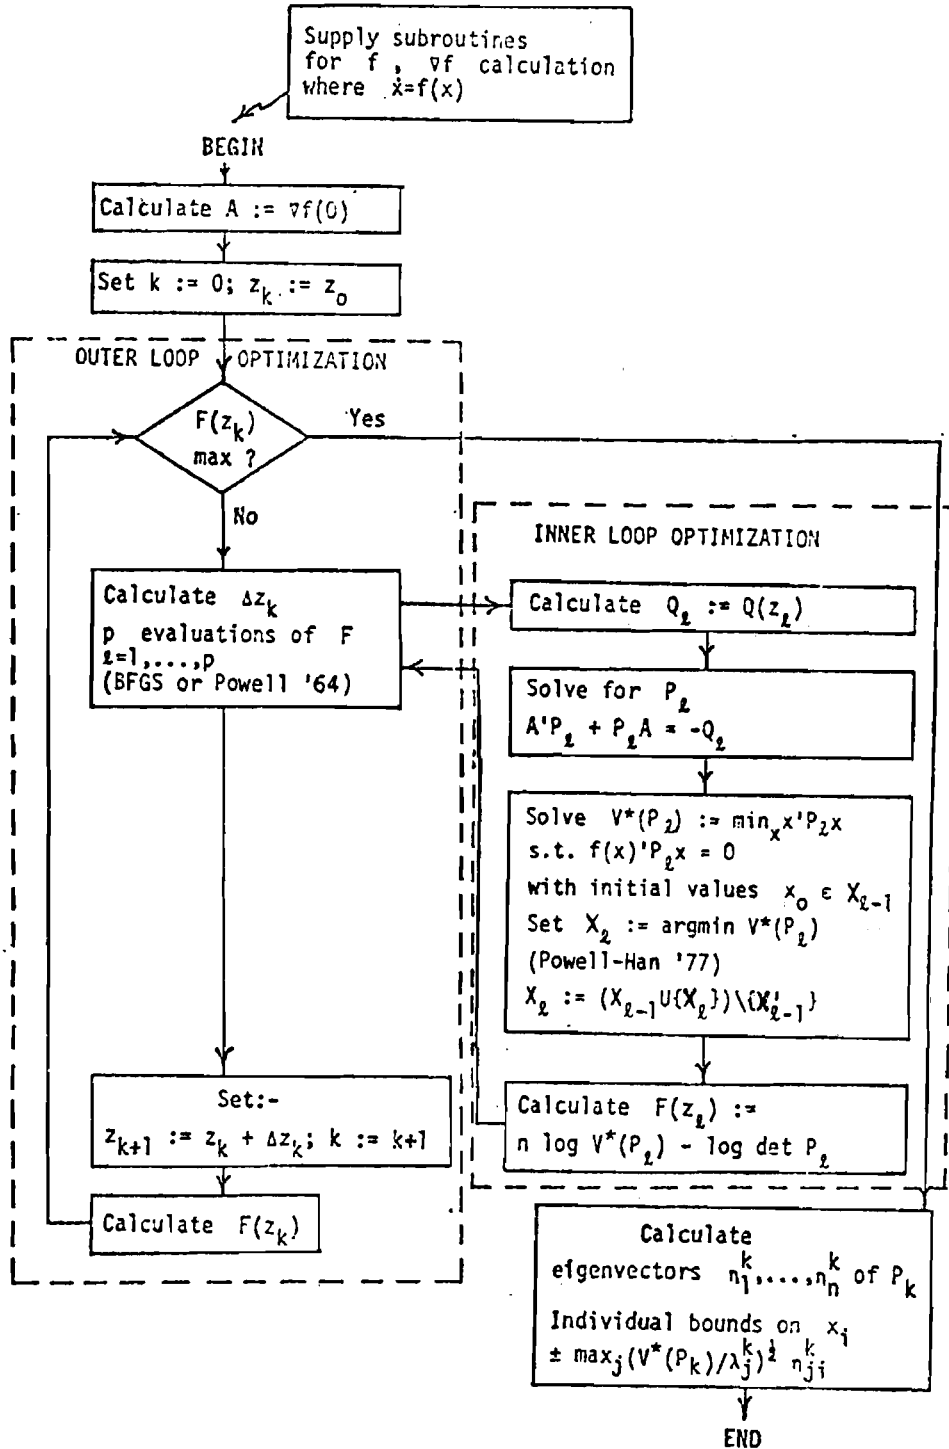 Supply subroutines
for f , ∇f calculation
where ẋ=f(x)
BEGIN
Calculate A := ∇f(0)
Set k := 0; z_k := z_o
OUTER LOOP OPTIMIZATION
F(z_k)
max ?
Yes
No
Calculate Δz_k
p evaluations of F
ℓ=1,...,p
(BFGS or Powell '64)
INNER LOOP OPTIMIZATION
Calculate Q_ℓ := Q(z_ℓ)
Solve for P_ℓ
A'P_ℓ + P_ℓA = -Q_ℓ
Solve V*(P_ℓ) := min_x x'P_ℓx
s.t. f(x)'P_ℓx = 0
with initial values x_o ε X_ℓ-1
Set X_ℓ := argmin V*(P_ℓ)
(Powell-Han '77)
X_ℓ := (X_ℓ-1 U{X_ℓ})\{X'_ℓ-1}
Calculate F(z_ℓ) :=
n log V*(P_ℓ) - log det P_ℓ
Set:-
z_k+1 := z_k + Δz_k; k := k+1
Calculate F(z_k)
Calculate
eigenvectors η_1^k,...,η_n^k of P_k
Individual bounds on x_i
± max_j(V*(P_k)/λ_j^k)^½ η_ji^k
END